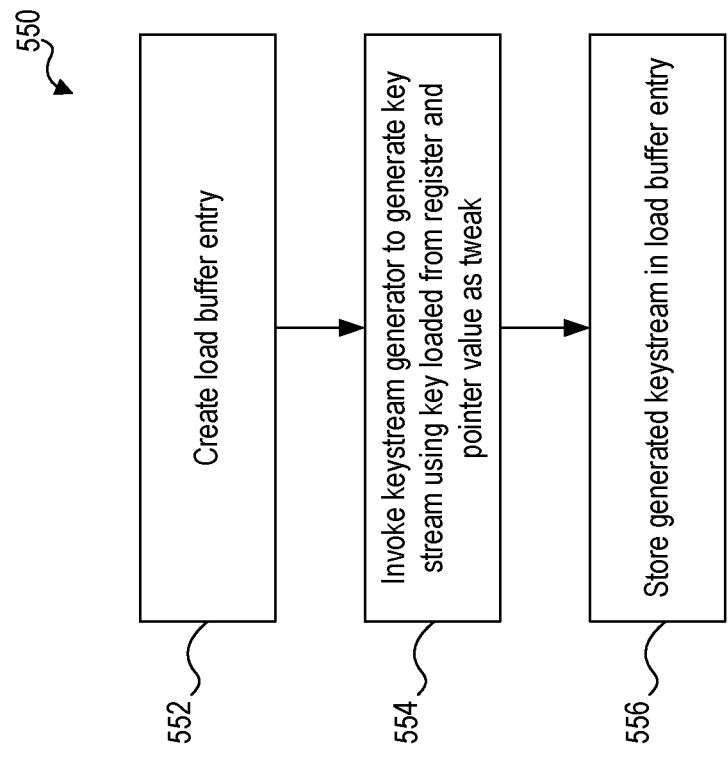 550
552
Create load buffer entry
554
Invoke keystream generator to generate key
stream using key loaded from register and
pointer value as tweak
556
Store generated keystream in load buffer entry